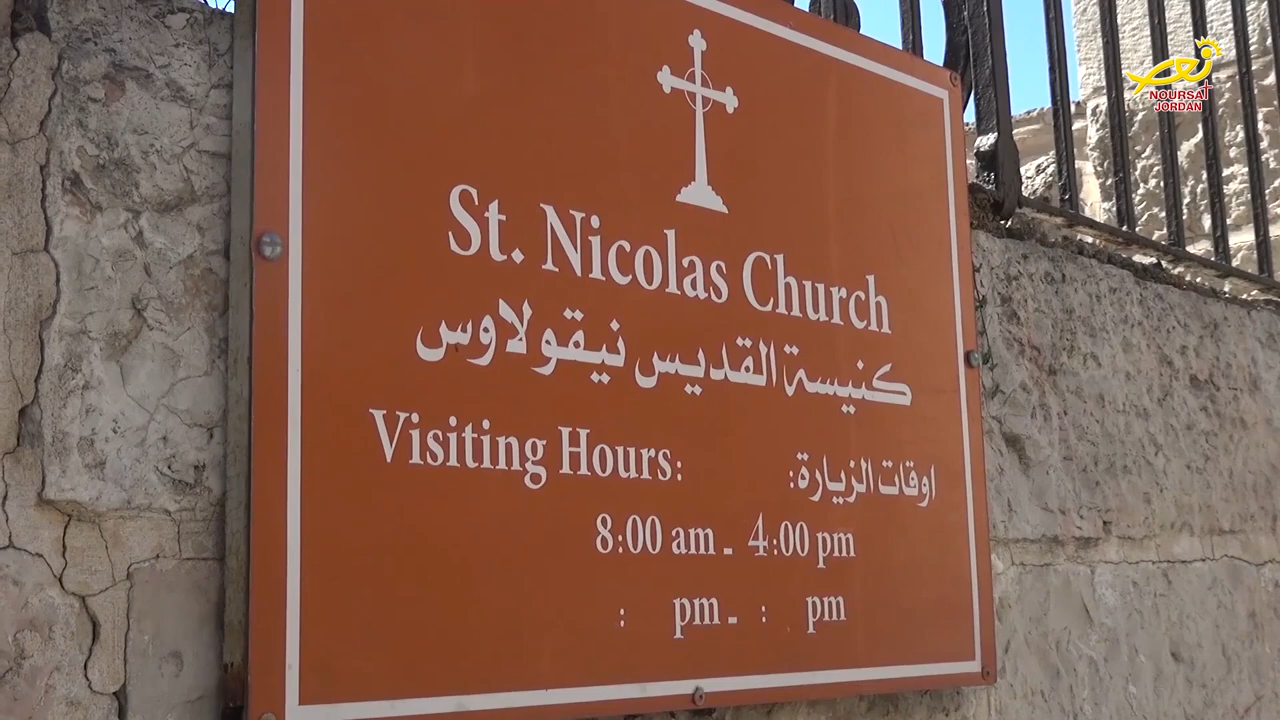 St. Nicolas Church
كنيسة القديس نيقولاوس
Visiting Hours: اوقات الزيارة:
8:00 am - 4:00 pm
: pm - : pm
NOURSAT
JORDAN